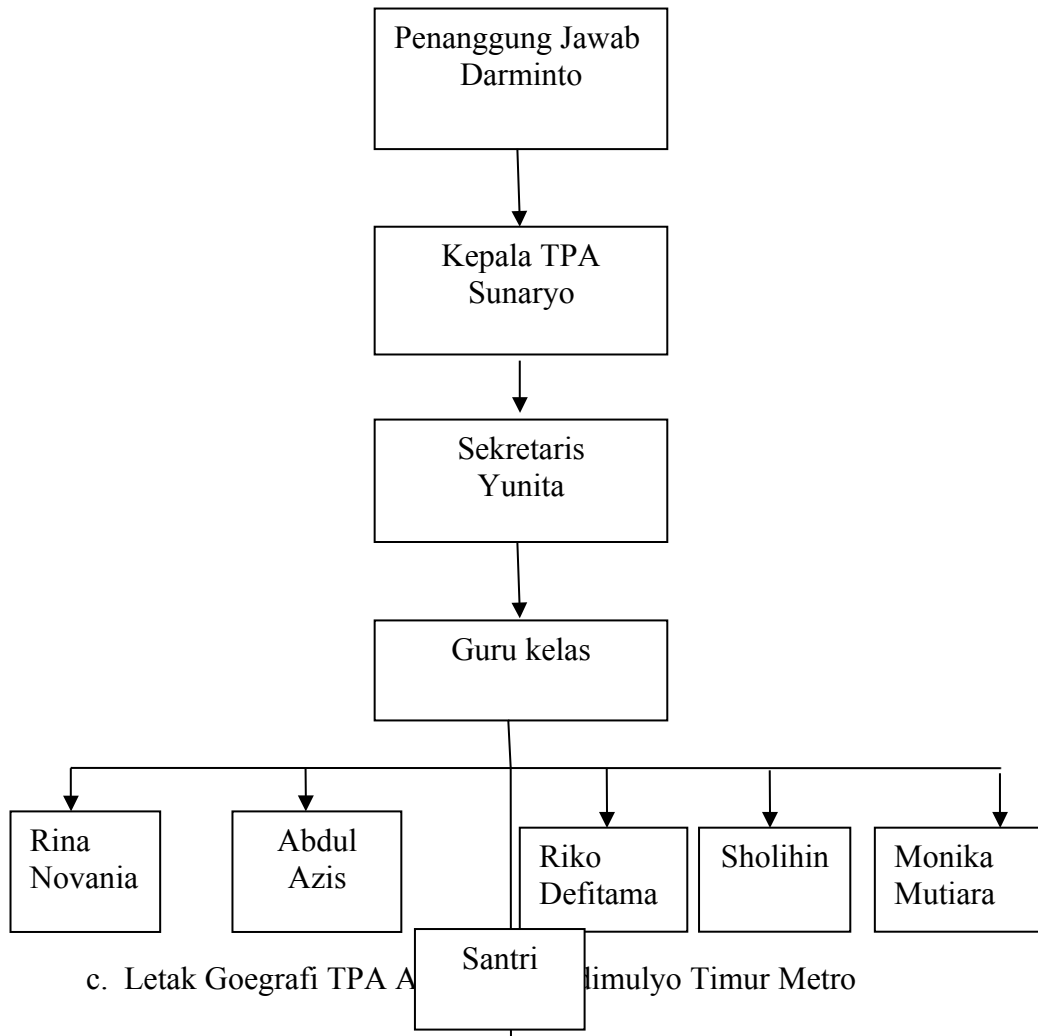 Penanggung Jawab
Darminto
Kepala TPA
Sunaryo
Sekretaris
Yunita
Guru kelas
Rina
Novania
Abdul
Azis
Riko
Defitama
Sholihin
Monika
Mutiara
Santri
c. Letak Goegrafi TPA A dimulyo Timur Metro